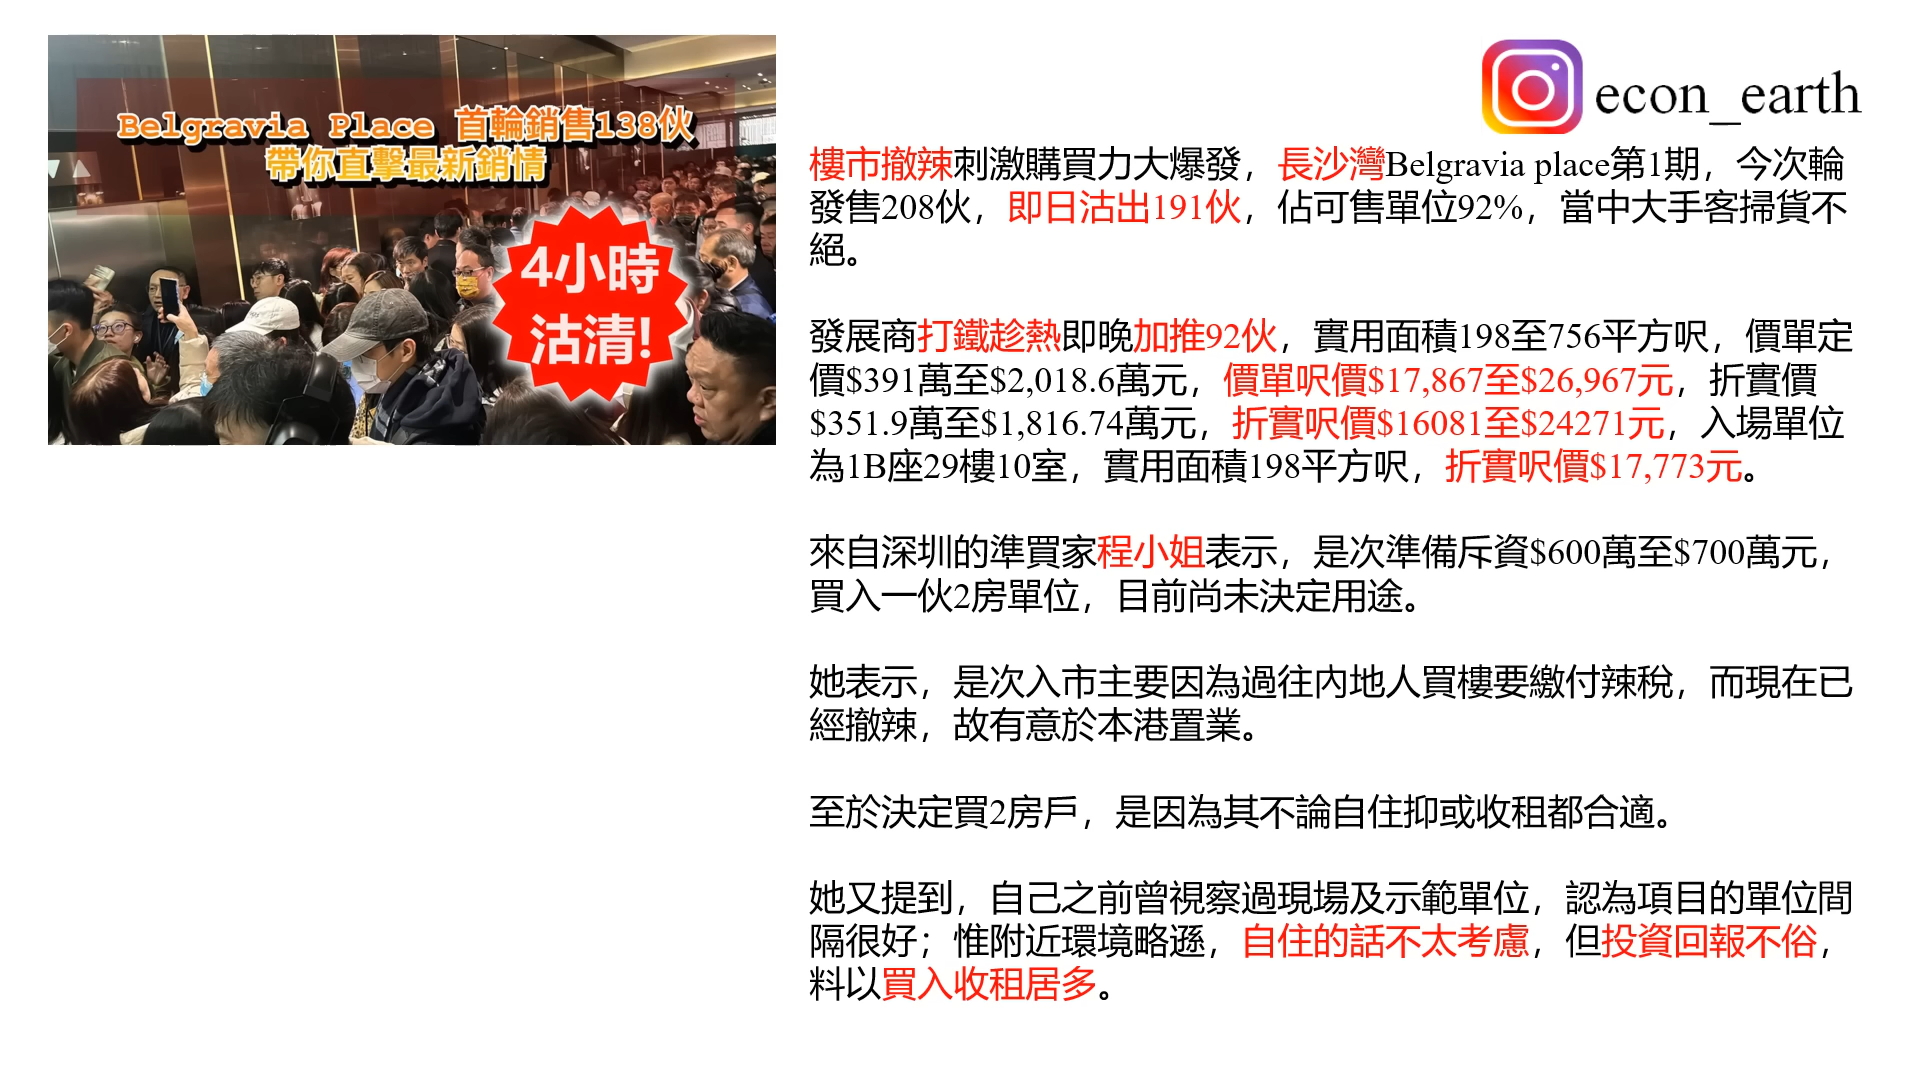 Belgravia Place 首輪銷售138伙
帶你直擊最新銷情
4小時
沽清!
econ_earth
樓市撤辣刺激購買力大爆發，長沙灣Belgravia place第1期，今次輪
發售208伙，即日沽出191伙，佔可售單位92%，當中大手客掃貨不
絕。
發展商打鐵趁熱即晚加推92伙，實用面積198至756平方呎，價單定
價$391萬至$2,018.6萬元，價單呎價$17,867至$26,967元，折實價
$351.9萬至$1,816.74萬元，折實呎價$16081至$24271元，入場單位
為1B座29樓10室，實用面積198平方呎，折實呎價$17,773元。
來自深圳的準買家程小姐表示，是次準備斥資$600萬至$700萬元，
買入一伙2房單位，目前尚未決定用途。
她表示，是次入市主要因為過往內地人買樓要繳付辣稅，而現在已
經撤辣，故有意於本港置業。
至於決定買2房戶，是因為其不論自住抑或收租都合適。
她又提到，自己之前曾視察過現場及示範單位，認為項目的單位間
隔很好；惟附近環境略遜，自住的話不太考慮，但投資回報不俗，
料以買入收租居多。